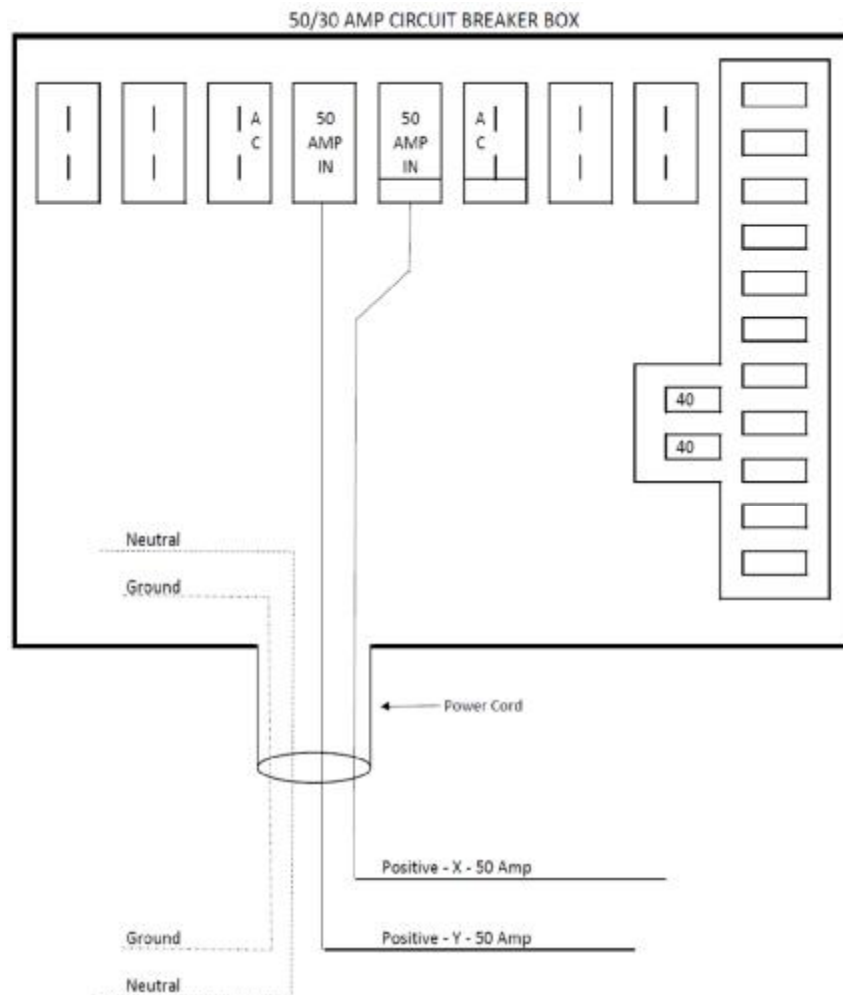 50/30 AMP CIRCUIT BREAKER BOX
A
C
50
AMP
IN
50
AMP
IN
A
C
40
40
Neutral
Ground
Power Cord
Positive - X - 50 Amp
Ground
Positive - Y - 50 Amp
Neutral